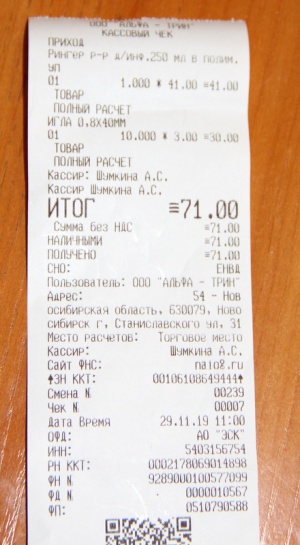 ООО "АЛЬФА - ТРИН"
КАССОВЫЙ ЧЕК
ПРИХОД
Рингер р-р д/инф.250 мл в полим.
уп
01 1.000 * 41.00 =41.00
ТОВАР
ПОЛНЫЙ РАСЧЕТ
ИГЛА 0,8Х40ММ
01 10.000 * 3.00 =30.00
ТОВАР
ПОЛНЫЙ РАСЧЕТ
Кассир: Шумкина А.С.
Кассир Шумкина А.С.
ИТОГ =71.00
Сумма без НДС =71.00
НАЛИЧНЫМИ =71.00
ПОЛУЧЕНО =71.00
СНО: ЕНВД
Пользователь: ООО "АЛЬФА - ТРИН"
Адрес: 54 - Нов
осибирская область, 630079, Ново
сибирск г, Станиславского ул, 31
Место расчетов: Торговое место
Кассир: Шумкина А.С.
Сайт ФНС: nalog.ru
ЗН ККТ: 00106108649444
Смена N 00239
Чек N 00007
Дата Время 29.11.19 11:00
ОФД: АО "ЭСК"
ИНН: 5403156754
РН ККТ: 0002178069014898
ФН N 9289000100577099
ФД N 0000010567
ФП: 0510790588